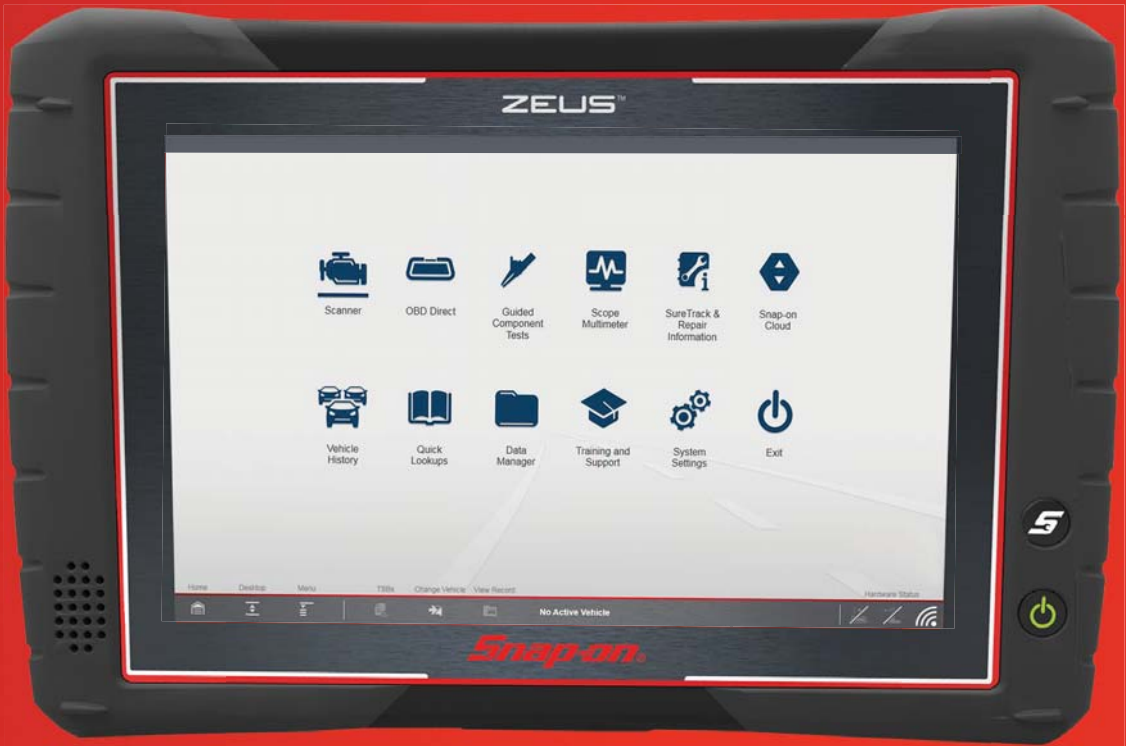 ZEUS™
Scanner
OBD Direct
Guided
Component
Tests
Scope
Multimeter
SureTrack &
Repair
Information
Snap-on
Cloud
Vehicle
History
Quick
Lookups
Data
Manager
Training and
Support
System
Settings
Exit
Home
Desktop
Menu
TSBs
Change Vehicle
View Record
Hardware Status
No Active Vehicle
Snap-on®